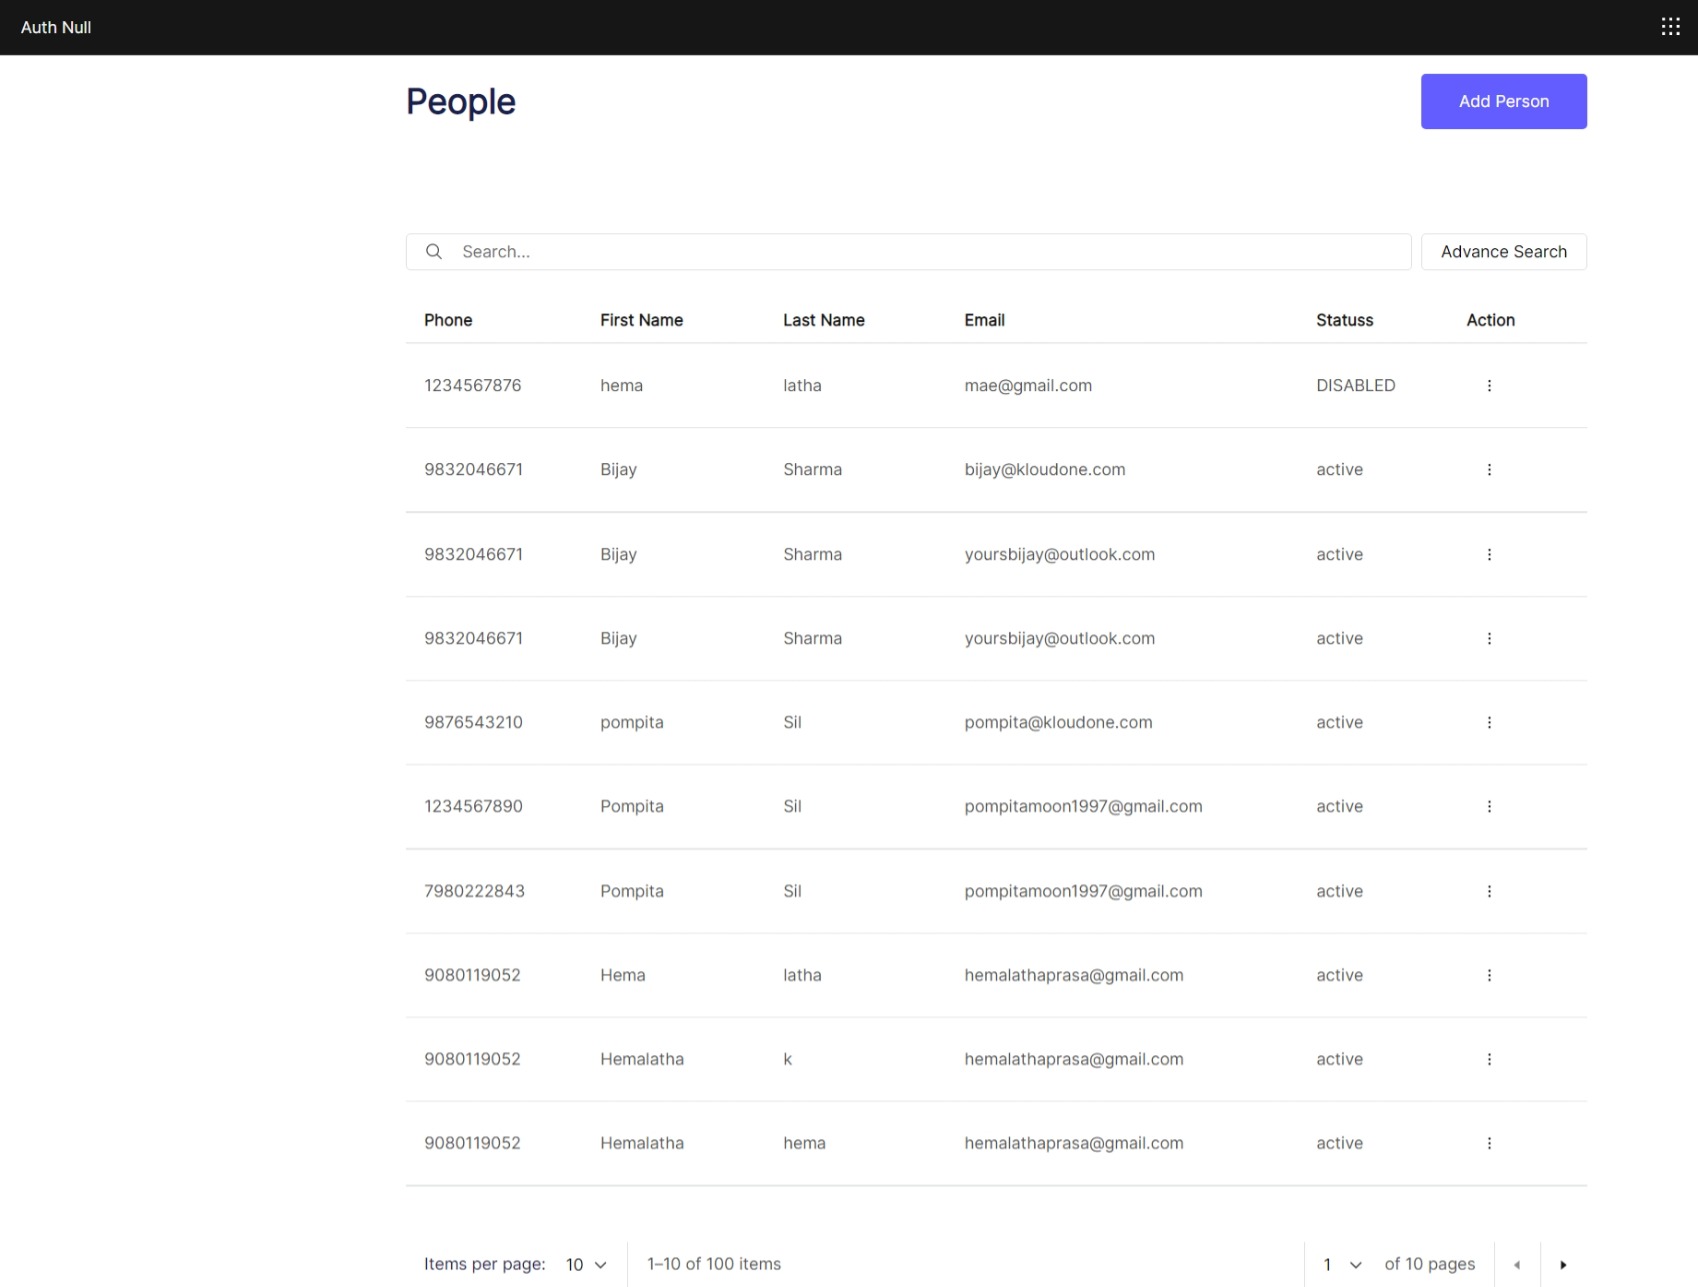 Auth Null
People
Add Person
Search...
Advance Search
Phone First Name Last Name Email Statuss Action
1234567876 hema latha mae@gmail.com DISABLED
9832046671 Bijay Sharma bijay@kloudone.com active
9832046671 Bijay Sharma yoursbijay@outlook.com active
9832046671 Bijay Sharma yoursbijay@outlook.com active
9876543210 pompita Sil pompita@kloudone.com active
1234567890 Pompita Sil pompitamoon1997@gmail.com active
7980222843 Pompita Sil pompitamoon1997@gmail.com active
9080119052 Hema latha hemalathaprasa@gmail.com active
9080119052 Hemalatha k hemalathaprasa@gmail.com active
9080119052 Hemalatha hema hemalathaprasa@gmail.com active
Items per page: 10 1–10 of 100 items 1 of 10 pages